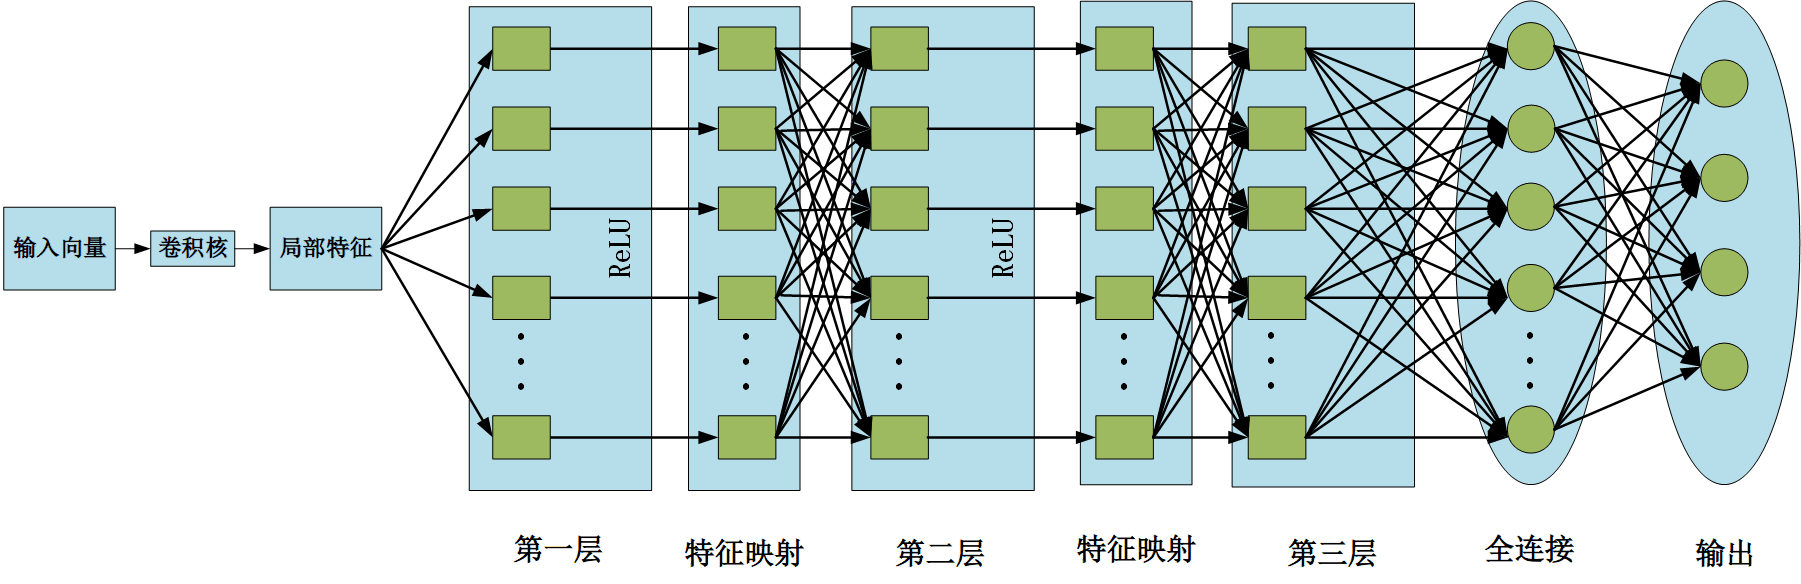 输入向量
卷积核
局部特征
ReLU
ReLU
第一层
特征映射
第二层
特征映射
第三层
全连接
输出